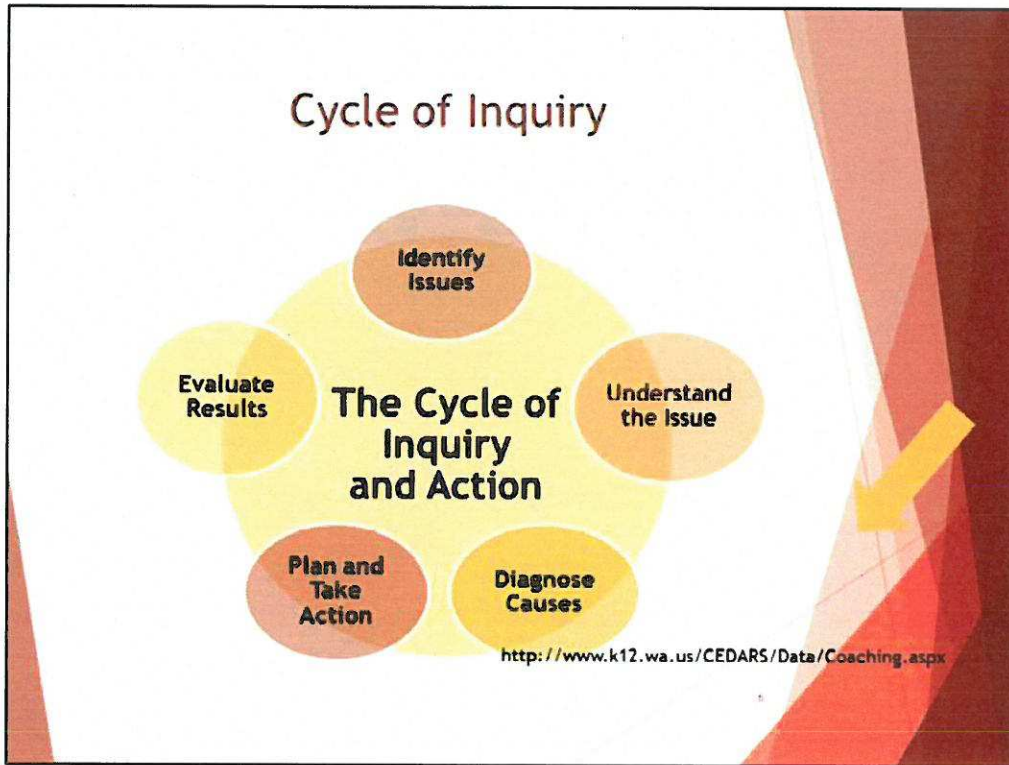 Cycle of Inquiry
Identify
Issues
Understand
the Issue
Diagnose
Causes
Plan and
Take
Action
Evaluate
Results
The Cycle of
Inquiry
and Action
http://www.k12.wa.us/CEDARS/Data/Coaching.aspx